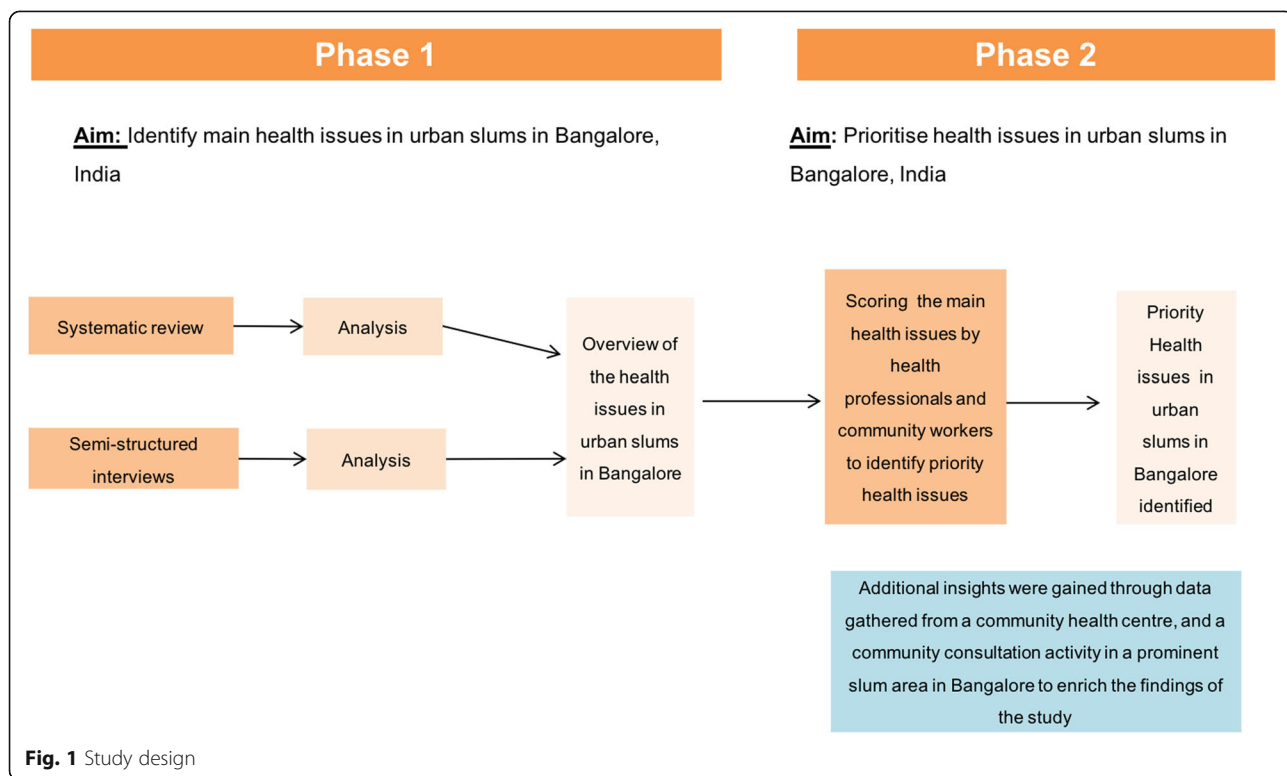 Phase 1
Phase 2
Aim: Identify main health issues in urban slums in Bangalore,
India
Aim: Prioritise health issues in urban slums in
Bangalore, India
Systematic review
Analysis
Semi-structured
interviews
Analysis
Overview of
the health
issues in
urban slums
in Bangalore
Scoring the main
health issues by
health
professionals and
community workers
to identify priority
health issues
Priority
Health
issues in
urban
slums in
Bangalore
identified
Additional insights were gained through data
gathered from a community health centre, and a
community consultation activity in a prominent
slum area in Bangalore to enrich the findings of
the study
Fig. 1 Study design